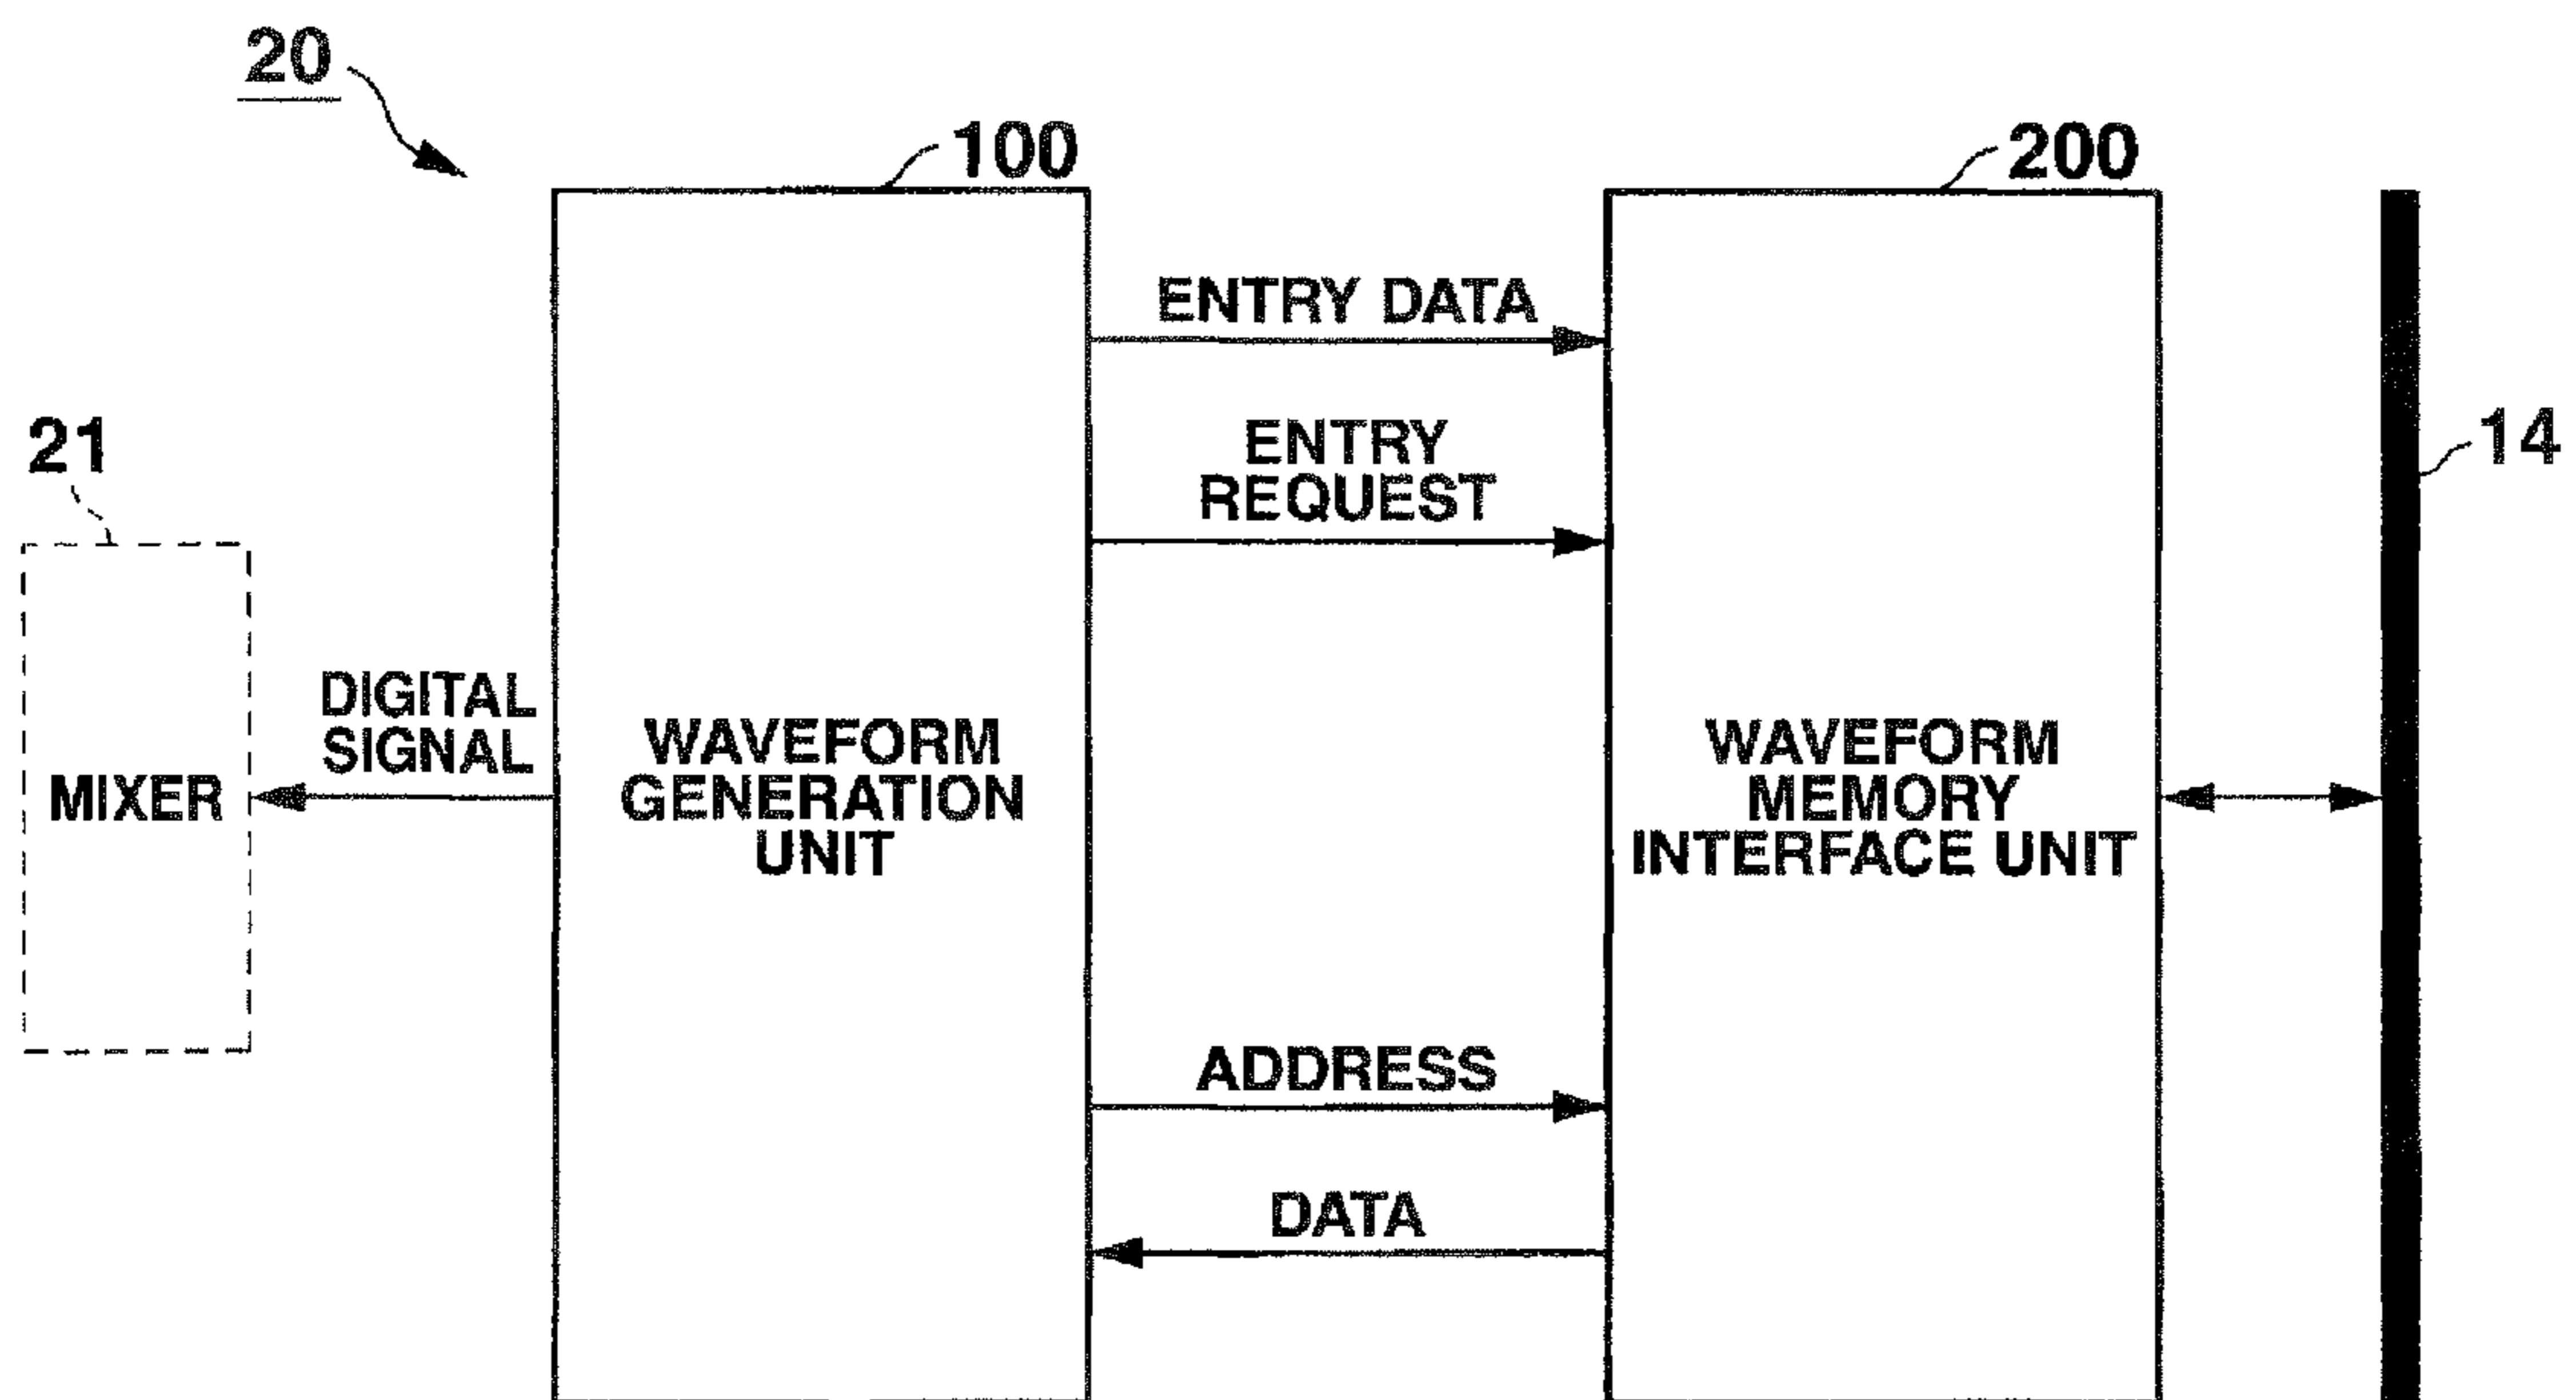 20
100
200
ENTRY DATA
ENTRY
REQUEST
21
14
DIGITAL
SIGNAL
MIXER
WAVEFORM
GENERATION
UNIT
WAVEFORM
MEMORY
INTERFACE UNIT
ADDRESS
DATA